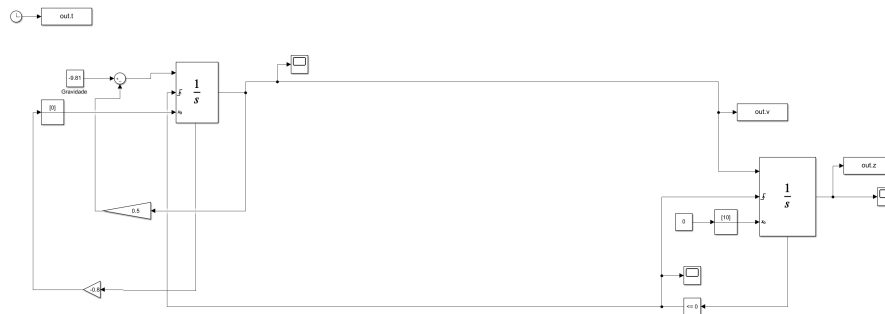 out.t
-9.81
Gravidade
1
s
[0]
out.v
out.z
1
s
0.5
0
[10]
-0.8
<= 0